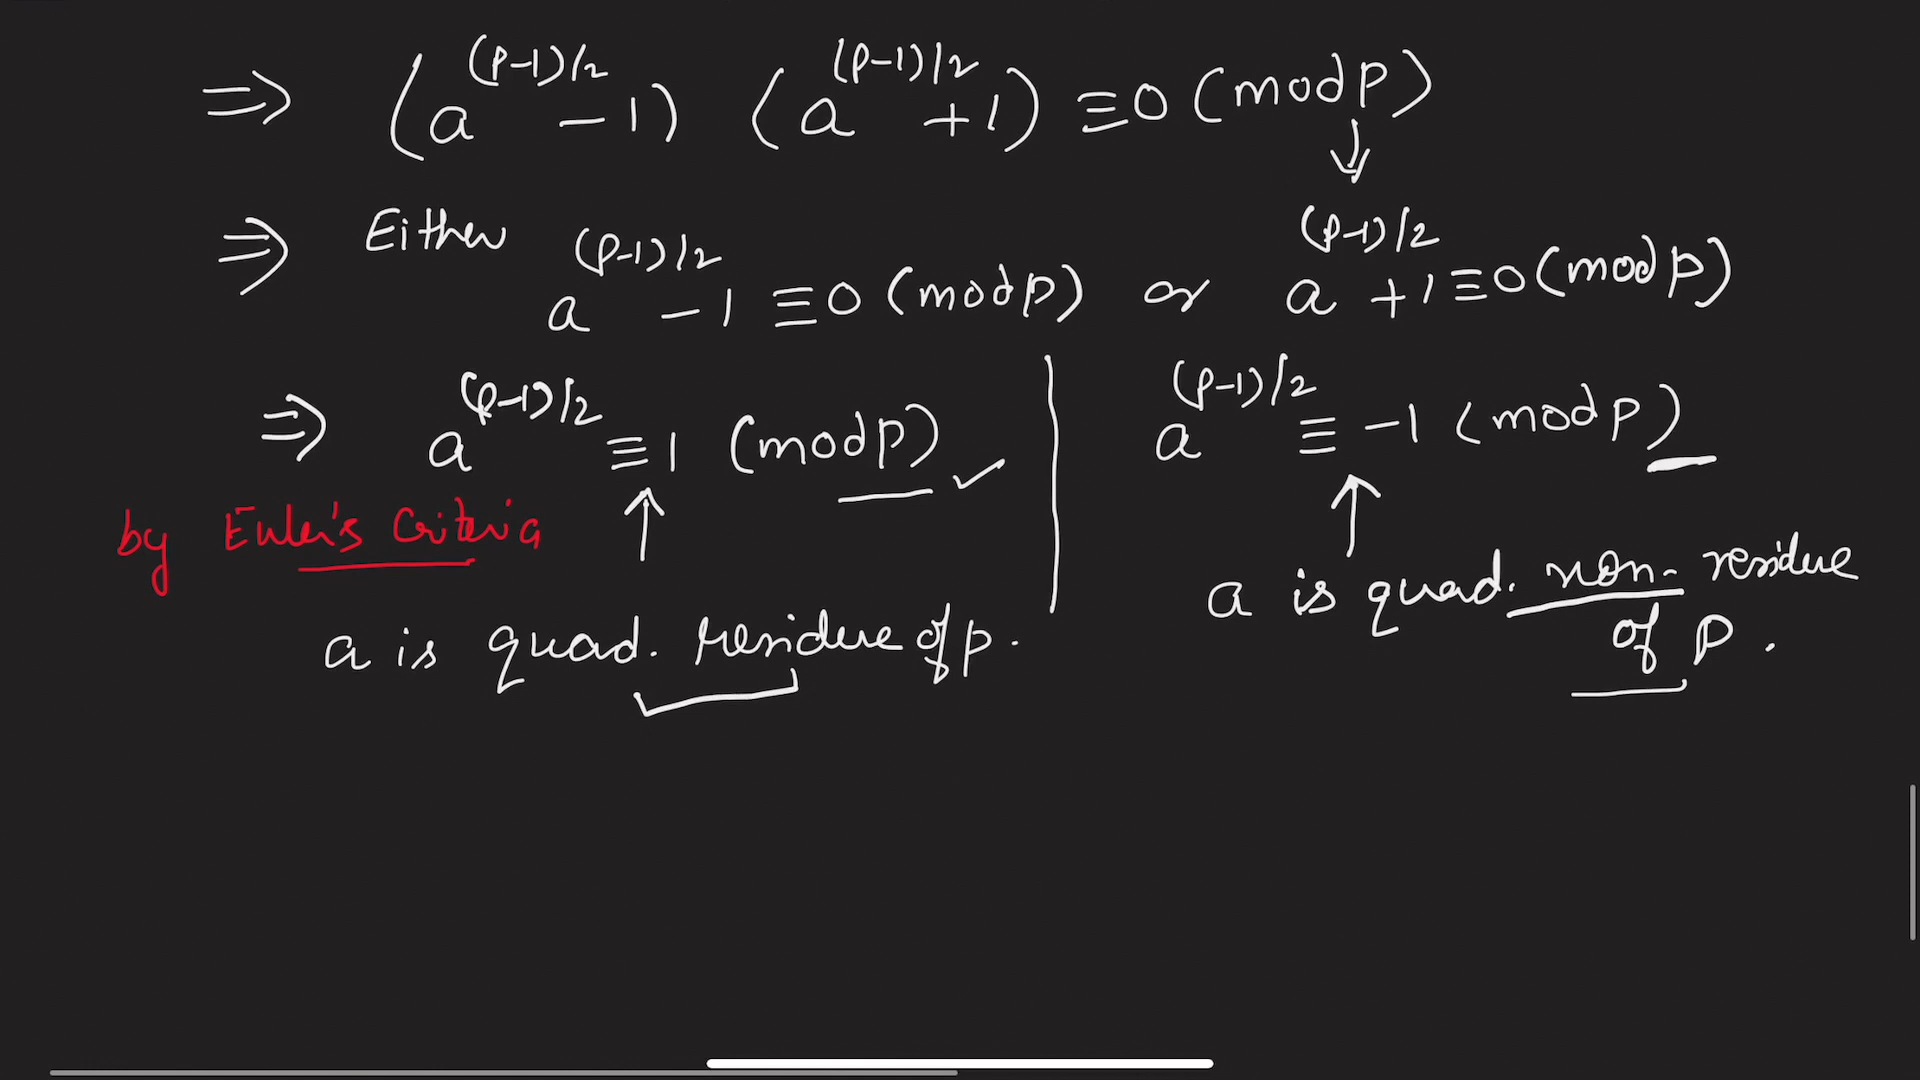 ⇒ (a^{(p-1)/2} - 1) (a^{(p-1)/2} + 1) ≡ 0 (mod p)
⇒ Either a^{(p-1)/2} - 1 ≡ 0 (mod p) or a^{(p-1)/2} + 1 ≡ 0 (mod p)
⇒ a^{(p-1)/2} ≡ 1 (mod p) ✓
a^{(p-1)/2} ≡ -1 (mod p)
by Euler's Criteria
a is quad. residue of p.
a is quad. non-residue
of p.